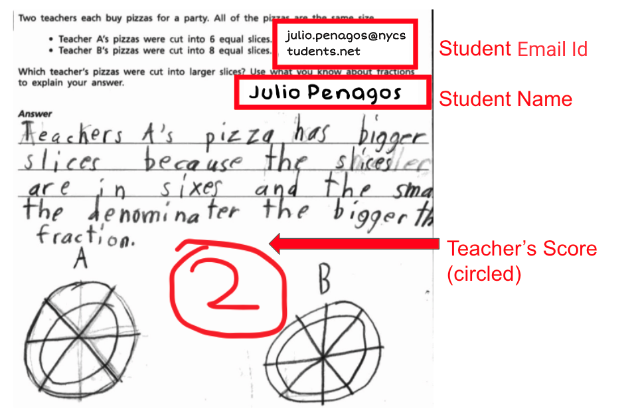 Two teachers each buy pizzas for a party. All of the pizzas are the same size.
• Teacher A's pizzas were cut into 6 equal slices.
• Teacher B's pizzas were cut into 8 equal slices.
julio.penagos@nycs
tudents.net
Student Email Id
Which teacher's pizzas were cut into larger slices? Use what you know about fractions
to explain your answer.
Julio Penagos
Student Name
Answer
Teachers A's pizza has bigger
slices because the slices
are in sixes and the sma
the denominater the bigger th
fraction.
Teacher's Score
(circled)
A
2
B